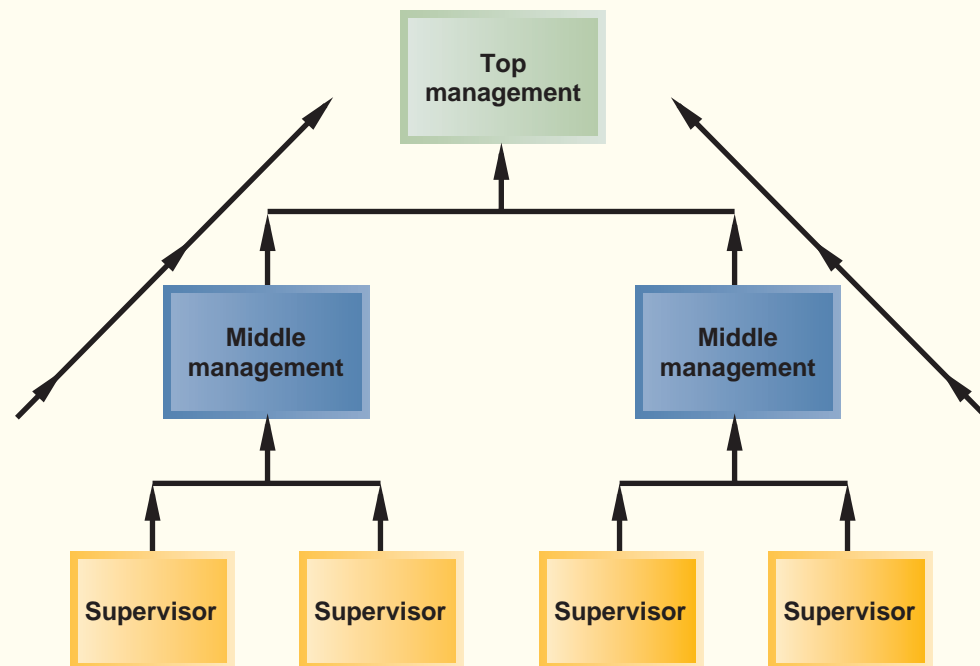 Top
management
Middle
management
Middle
management
Supervisor
Supervisor
Supervisor
Supervisor